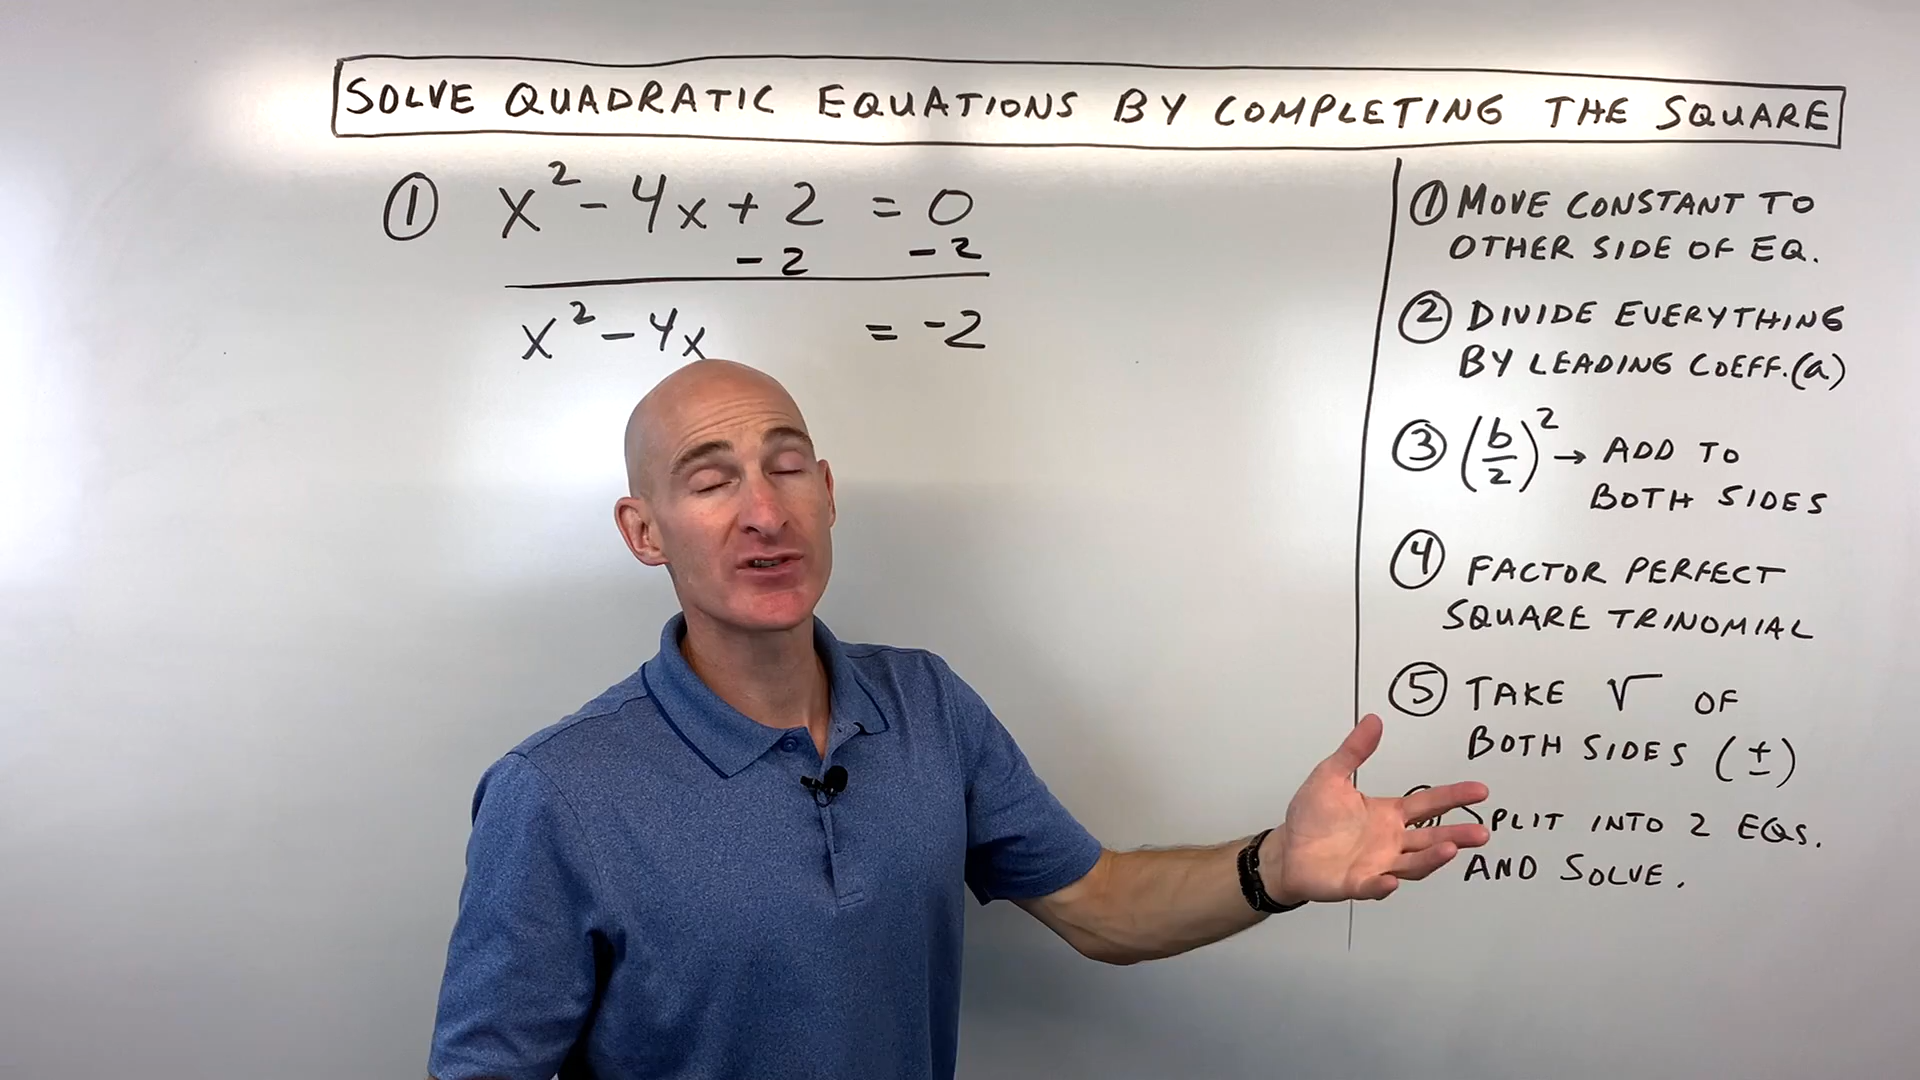 SOLVE QUADRATIC EQUATIONS BY COMPLETING THE SQUARE
① x² - 4x + 2 = 0
- 2 - 2
x² - 4x = -2
① MOVE CONSTANT TO
OTHER SIDE OF EQ.
② DIVIDE EVERYTHING
BY LEADING COEFF. (a)
③ (b/2)² → ADD TO
BOTH SIDES
④ FACTOR PERFECT
SQUARE TRINOMIAL
⑤ TAKE √ OF
BOTH SIDES (±)
SPLIT INTO 2 EQS.
AND SOLVE.